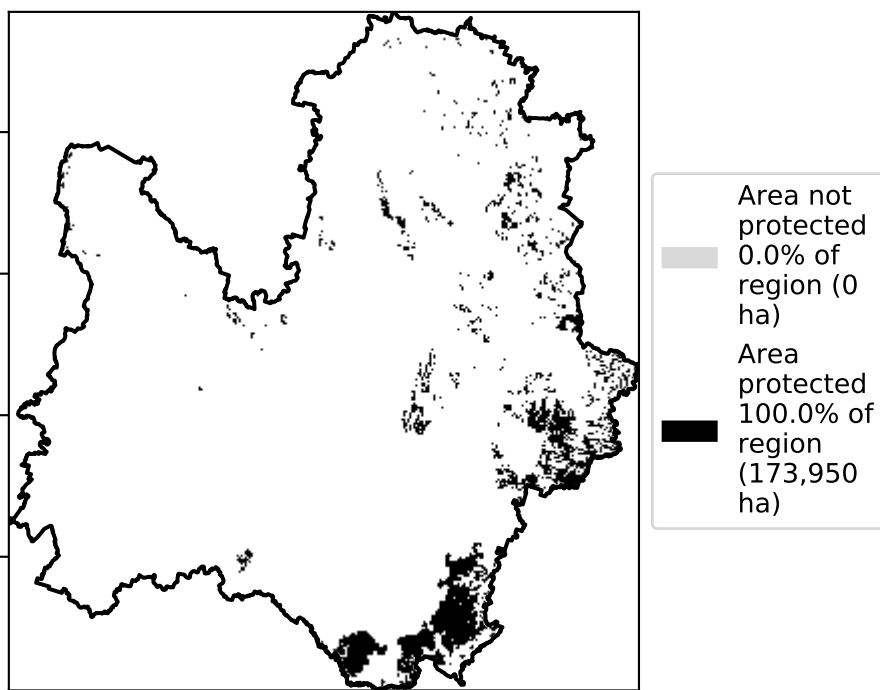 Area not
protected
0.0% of
region (0
ha)
Area
protected
100.0% of
region
(173,950
ha)